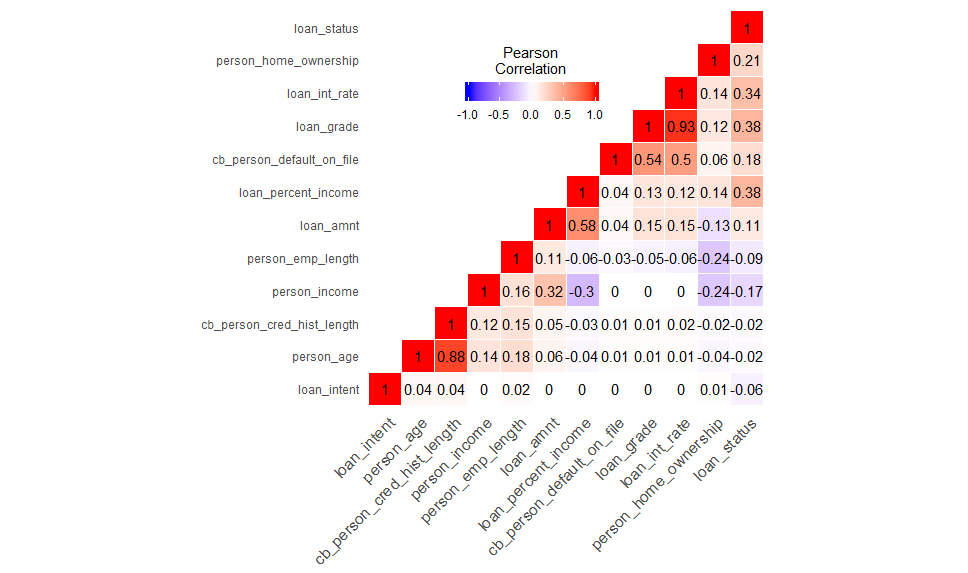 loan_status 1
person_home_ownership 1 0.21
Pearson
Correlation
-1.0 -0.5 0.0 0.5 1.0
loan_int_rate 1 0.14 0.34
loan_grade 1 0.93 0.12 0.38
cb_person_default_on_file 1 0.54 0.5 0.06 0.18
loan_percent_income 1 0.04 0.13 0.12 0.14 0.38
loan_amnt 1 0.58 0.04 0.15 0.15 -0.13 0.11
person_emp_length 1 0.11 -0.06 -0.03 -0.05 -0.06 -0.24 -0.09
person_income 1 0.16 0.32 -0.3 0 0 0 -0.24 -0.17
cb_person_cred_hist_length 1 0.12 0.15 0.05 -0.03 0.01 0.01 0.02 -0.02 -0.02
person_age 1 0.88 0.14 0.18 0.06 -0.04 0.01 0.01 0.01 -0.04 -0.02
loan_intent 1 0.04 0.04 0 0.02 0 0 0 0 0 0.01 -0.06
loan_intent
person_age
cb_person_cred_hist_length
person_income
person_emp_length
loan_amnt
loan_percent_income
cb_person_default_on_file
loan_grade
loan_int_rate
person_home_ownership
loan_status